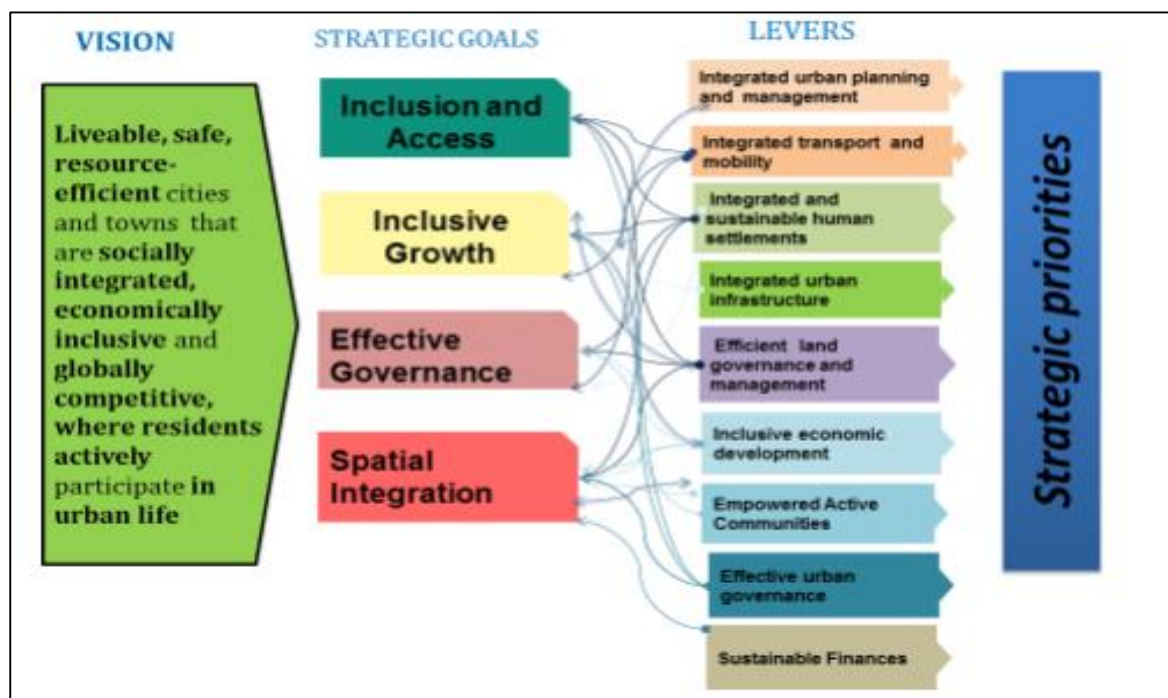 VISION
Liveable, safe,
resource-
efficient cities
and towns that
are socially
integrated,
economically
inclusive and
globally
competitive,
where residents
actively
participate in
urban life
STRATEGIC GOALS
Inclusion and
Access
Inclusive
Growth
Effective
Governance
Spatial
Integration
LEVERS
Integrated urban planning
and management
Integrated transport and
mobility
Integrated and
sustainable human
settlements
Integrated urban
infrastructure
Efficient land
governance and
management
Inclusive economic
development
Empowered Active
Communities
Effective urban
governance
Sustainable Finances
Strategic priorities